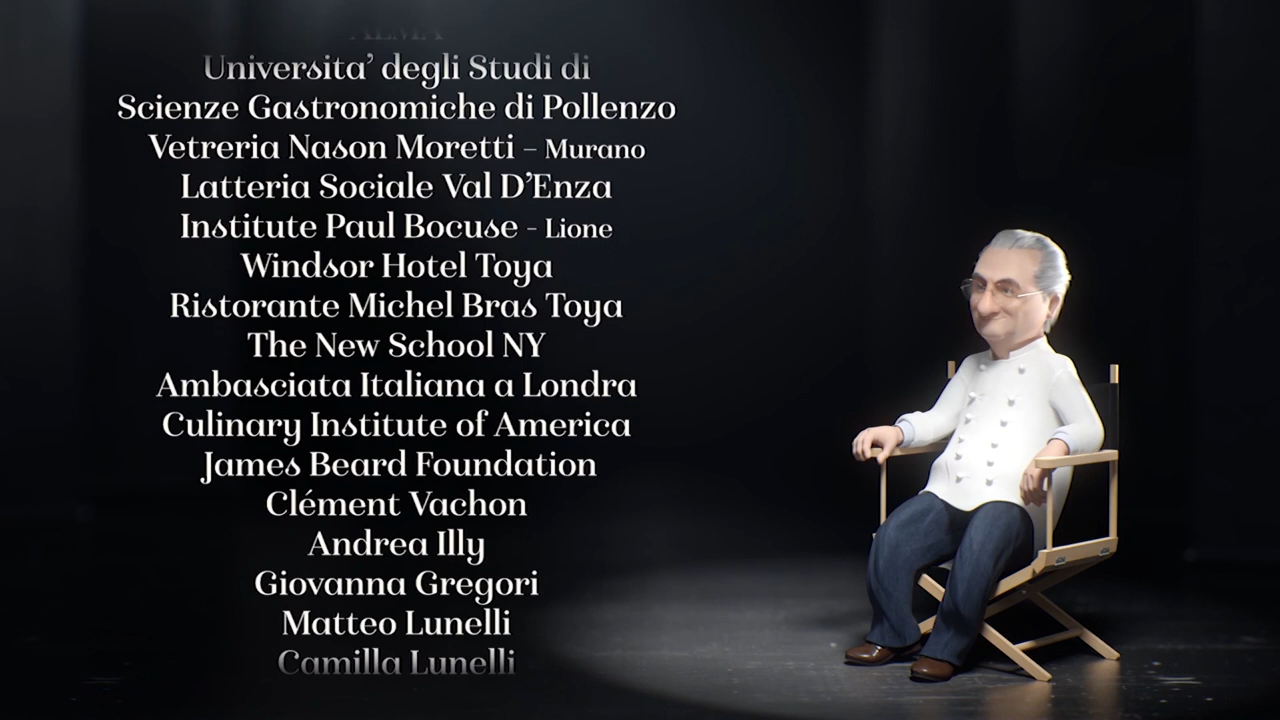 ALMA
Universita’ degli Studi di
Scienze Gastronomiche di Pollenzo
Vetreria Nason Moretti – Murano
Latteria Sociale Val D’Enza
Institute Paul Bocuse - Lione
Windsor Hotel Toya
Ristorante Michel Bras Toya
The New School NY
Ambasciata Italiana a Londra
Culinary Institute of America
James Beard Foundation
Clément Vachon
Andrea Illy
Giovanna Gregori
Matteo Lunelli
Camilla Lunelli